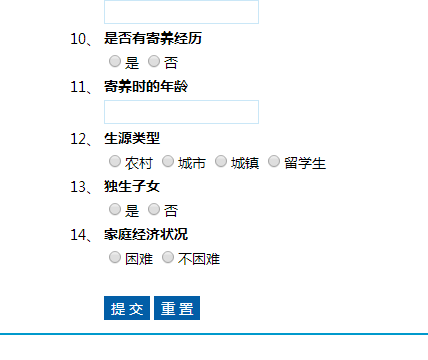 10、 是否有寄养经历
是 否
11、 寄养时的年龄
12、 生源类型
农村 城市 城镇 留学生
13、 独生子女
是 否
14、 家庭经济状况
困难 不困难
提 交 重 置